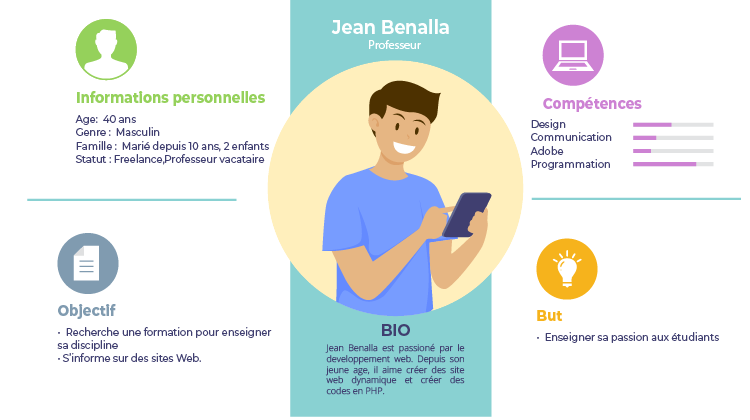 Jean Benalla
Professeur
Informations personnelles
Age: 40 ans
Genre : Masculin
Famille : Marié depuis 10 ans, 2 enfants
Statut : Freelance,Professeur vacataire
Compétences
Design
Communication
Adobe
Programmation
Objectif
• Recherche une formation pour enseigner
sa discipline
• S'informe sur des sites Web.
BIO
Jean Benalla est passioné par le
developpement web. Depuis son
jeune age, il aime créer des site
web dynamique et créer des
codes en PHP.
But
• Enseigner sa passion aux étudiants